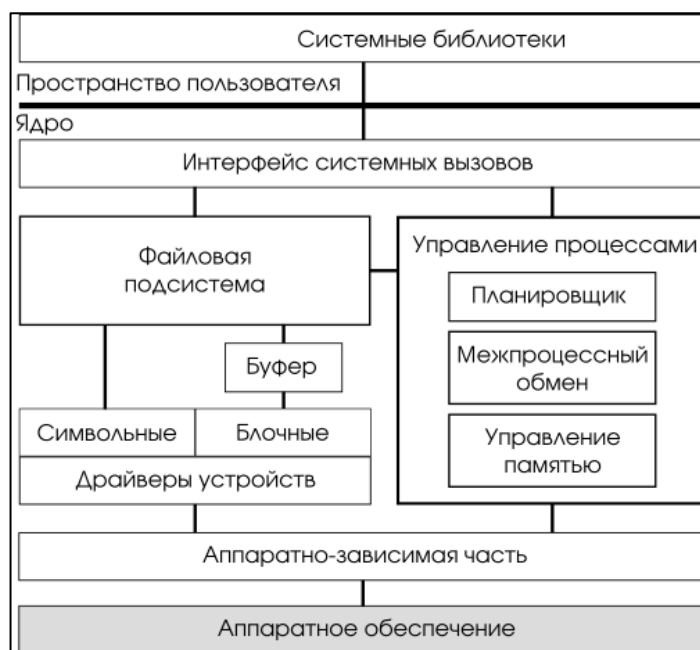 Системные библиотеки
Пространство пользователя
Ядро
Интерфейс системных вызовов
Файловая
подсистема
Управление процессами
Планировщик
Межпроцессный
обмен
Управление
памятью
Буфер
Символьные
Блочные
Драйверы устройств
Аппаратно-зависимая часть
Аппаратное обеспечение